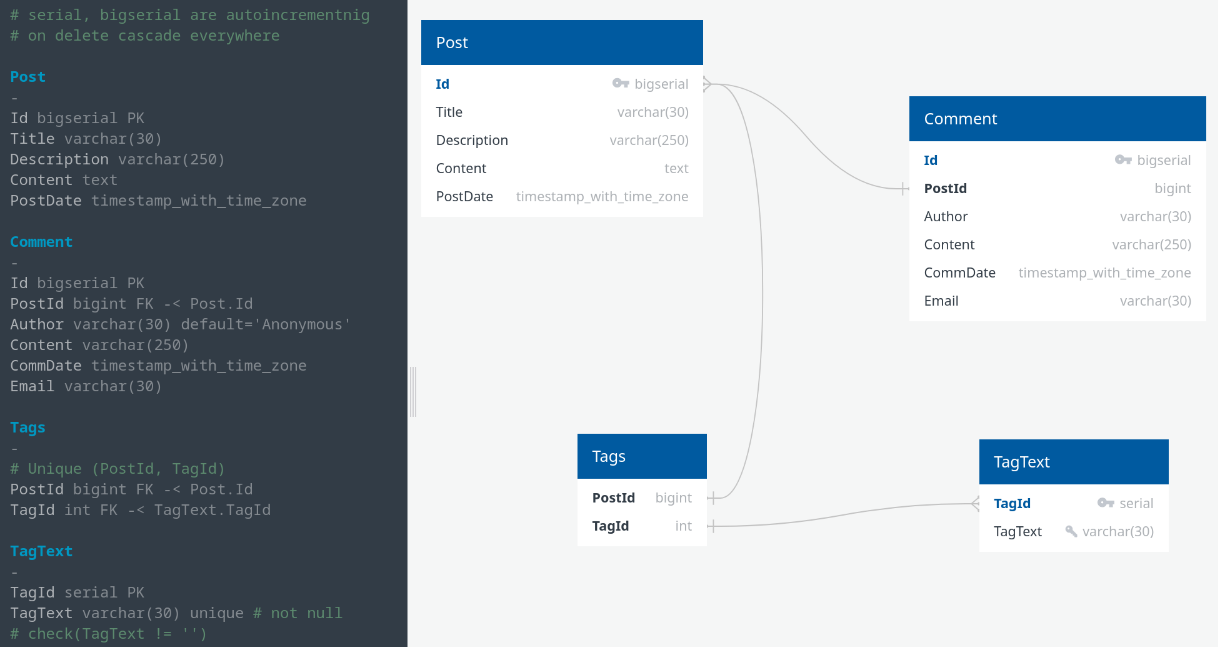 # serial, bigserial are autoincrementnig
# on delete cascade everywhere
Post
-
Id bigserial PK
Title varchar(30)
Description varchar(250)
Content text
PostDate timestamp_with_time_zone
Comment
-
Id bigserial PK
PostId bigint FK -< Post.Id
Author varchar(30) default='Anonymous'
Content varchar(250)
CommDate timestamp_with_time_zone
Email varchar(30)
Tags
-
# Unique (PostId, TagId)
PostId bigint FK -< Post.Id
TagId int FK -< TagText.TagId
TagText
-
TagId serial PK
TagText varchar(30) unique # not null
# check(TagText != '')
Post
Id bigserial
Title varchar(30)
Description varchar(250)
Content text
PostDate timestamp_with_time_zone
Comment
Id bigserial
PostId bigint
Author varchar(30)
Content varchar(250)
CommDate timestamp_with_time_zone
Email varchar(30)
Tags
PostId bigint
TagId int
TagText
TagId serial
TagText varchar(30)